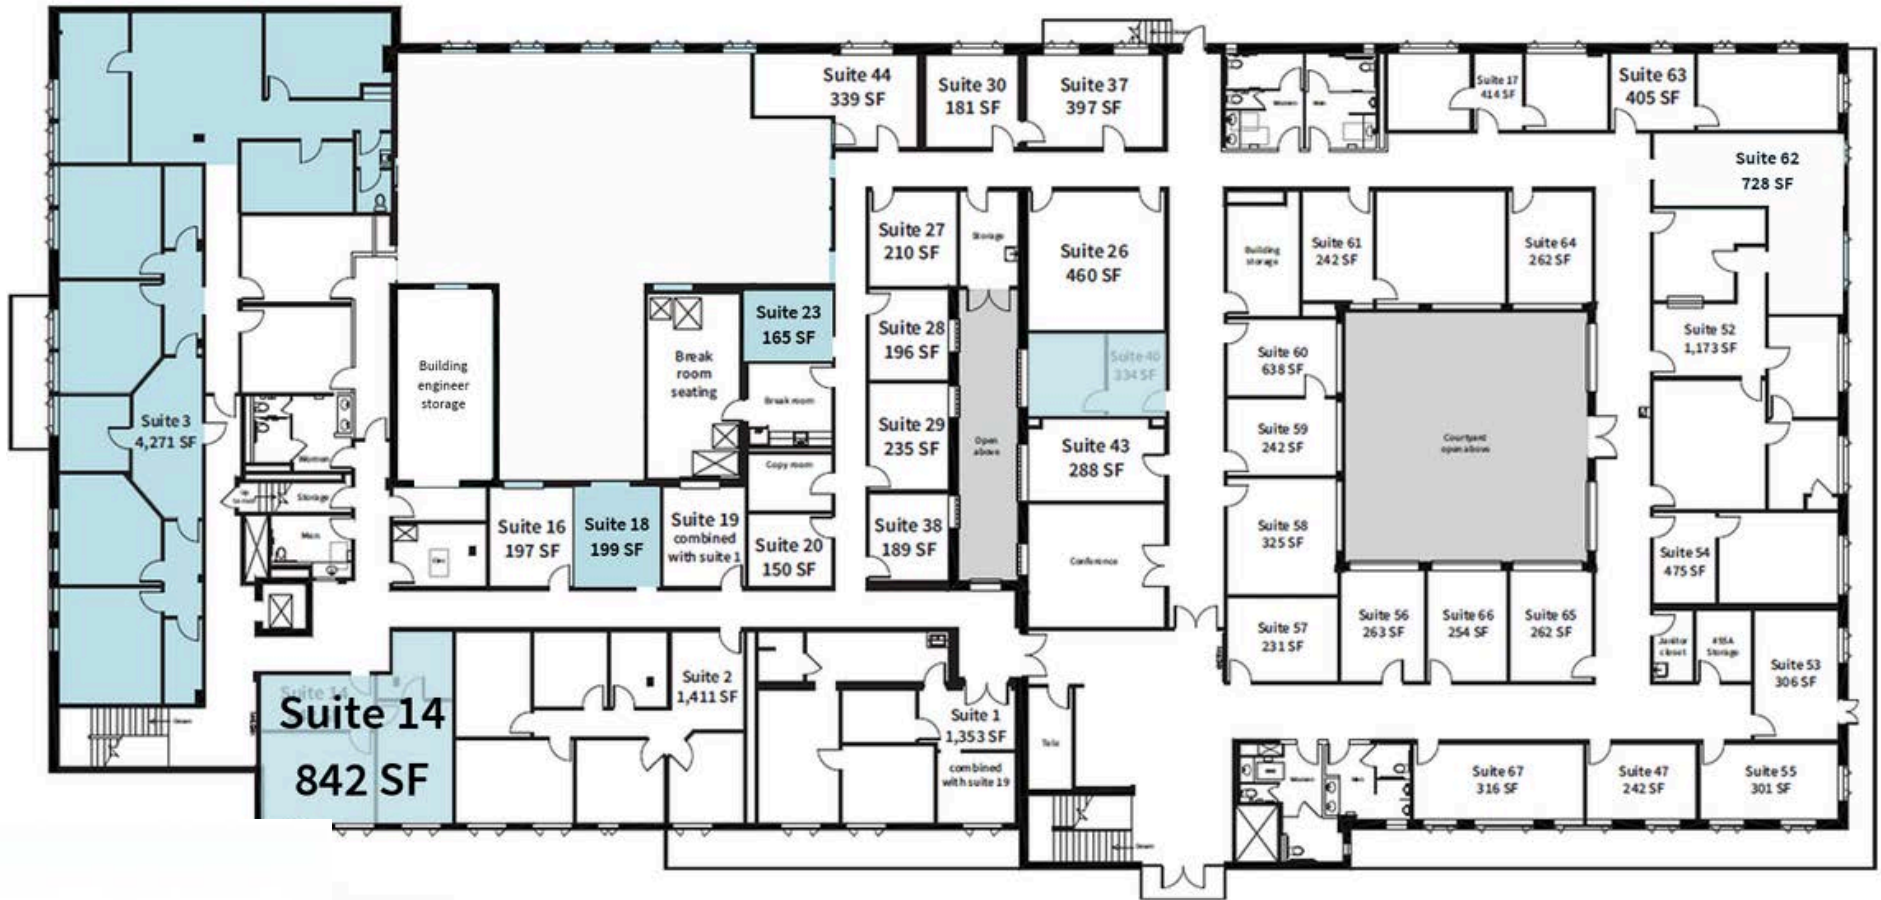 Suite 44
339 SF
Suite 30
181 SF
Suite 37
397 SF
Women
Men
Suite 17
414 SF
Suite 63
405 SF
Suite 62
728 SF
Suite 27
210 SF
Storage
Suite 26
460 SF
Building
storage
Suite 61
242 SF
Suite 64
262 SF
Suite 23
165 SF
Suite 28
196 SF
Suite 40
334 SF
Suite 60
638 SF
Suite 52
1,173 SF
Building
engineer
storage
Break
room
seating
Break room
Suite 3
4,271 SF
Women
Suite 29
235 SF
Open
above
Suite 43
288 SF
Suite 59
242 SF
Courtyard
open above
Copy room
Storage
Men
Suite 16
197 SF
Suite 18
199 SF
Suite 19
combined
with suite 1
Suite 20
150 SF
Suite 38
189 SF
Conference
Suite 58
325 SF
Suite 54
475 SF
Suite 57
231 SF
Suite 56
263 SF
Suite 66
254 SF
Suite 65
262 SF
Janitor
closet
455A
Storage
Suite 53
306 SF
Suite 14
Suite 14
842 SF
Suite 2
1,411 SF
Suite 1
1,353 SF
combined
with suite 19
Tele
Down
Women
Men
Suite 67
316 SF
Suite 47
242 SF
Suite 55
301 SF
Down